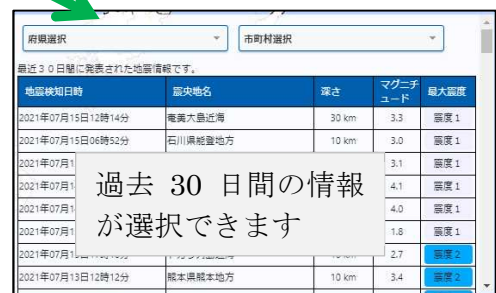 府県選択 市町村選択
最近30日間に発表された地震情報です。
地震検知日時 震央地名 深さ マグニチュード 最大震度
2021年07月15日12時14分 奄美大島近海 30 km 3.3 震度1
2021年07月15日06時52分 石川県能登地方 10 km 3.0 震度1
2021年07月1 3.1 震度1
2021年07月1 4.1 震度1
2021年07月1 4.0 震度1
2021年07月1 1.8 震度1
2021年07月1 2.7 震度2
2021年07月13日12時12分 熊本県熊本地方 10 km 3.4 震度2
過去 30 日間の情報
が選択できます